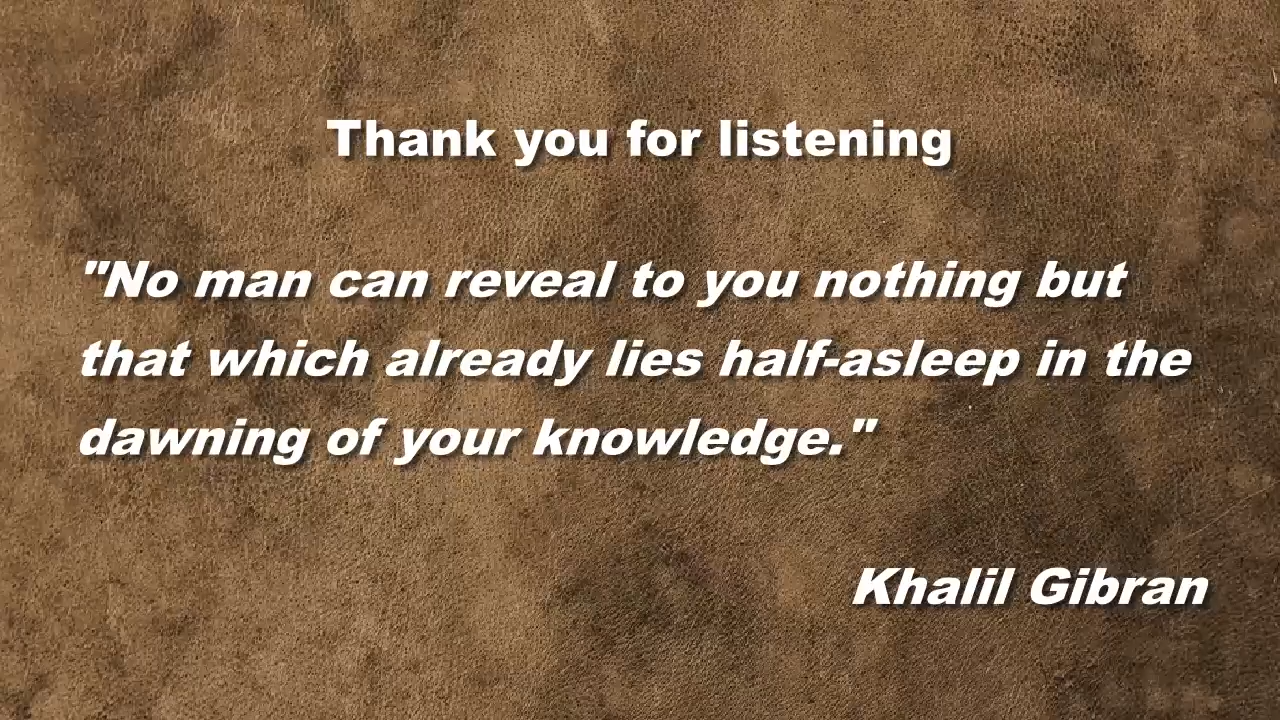 Thank you for listening
"No man can reveal to you nothing but
that which already lies half-asleep in the
dawning of your knowledge."
Khalil Gibran